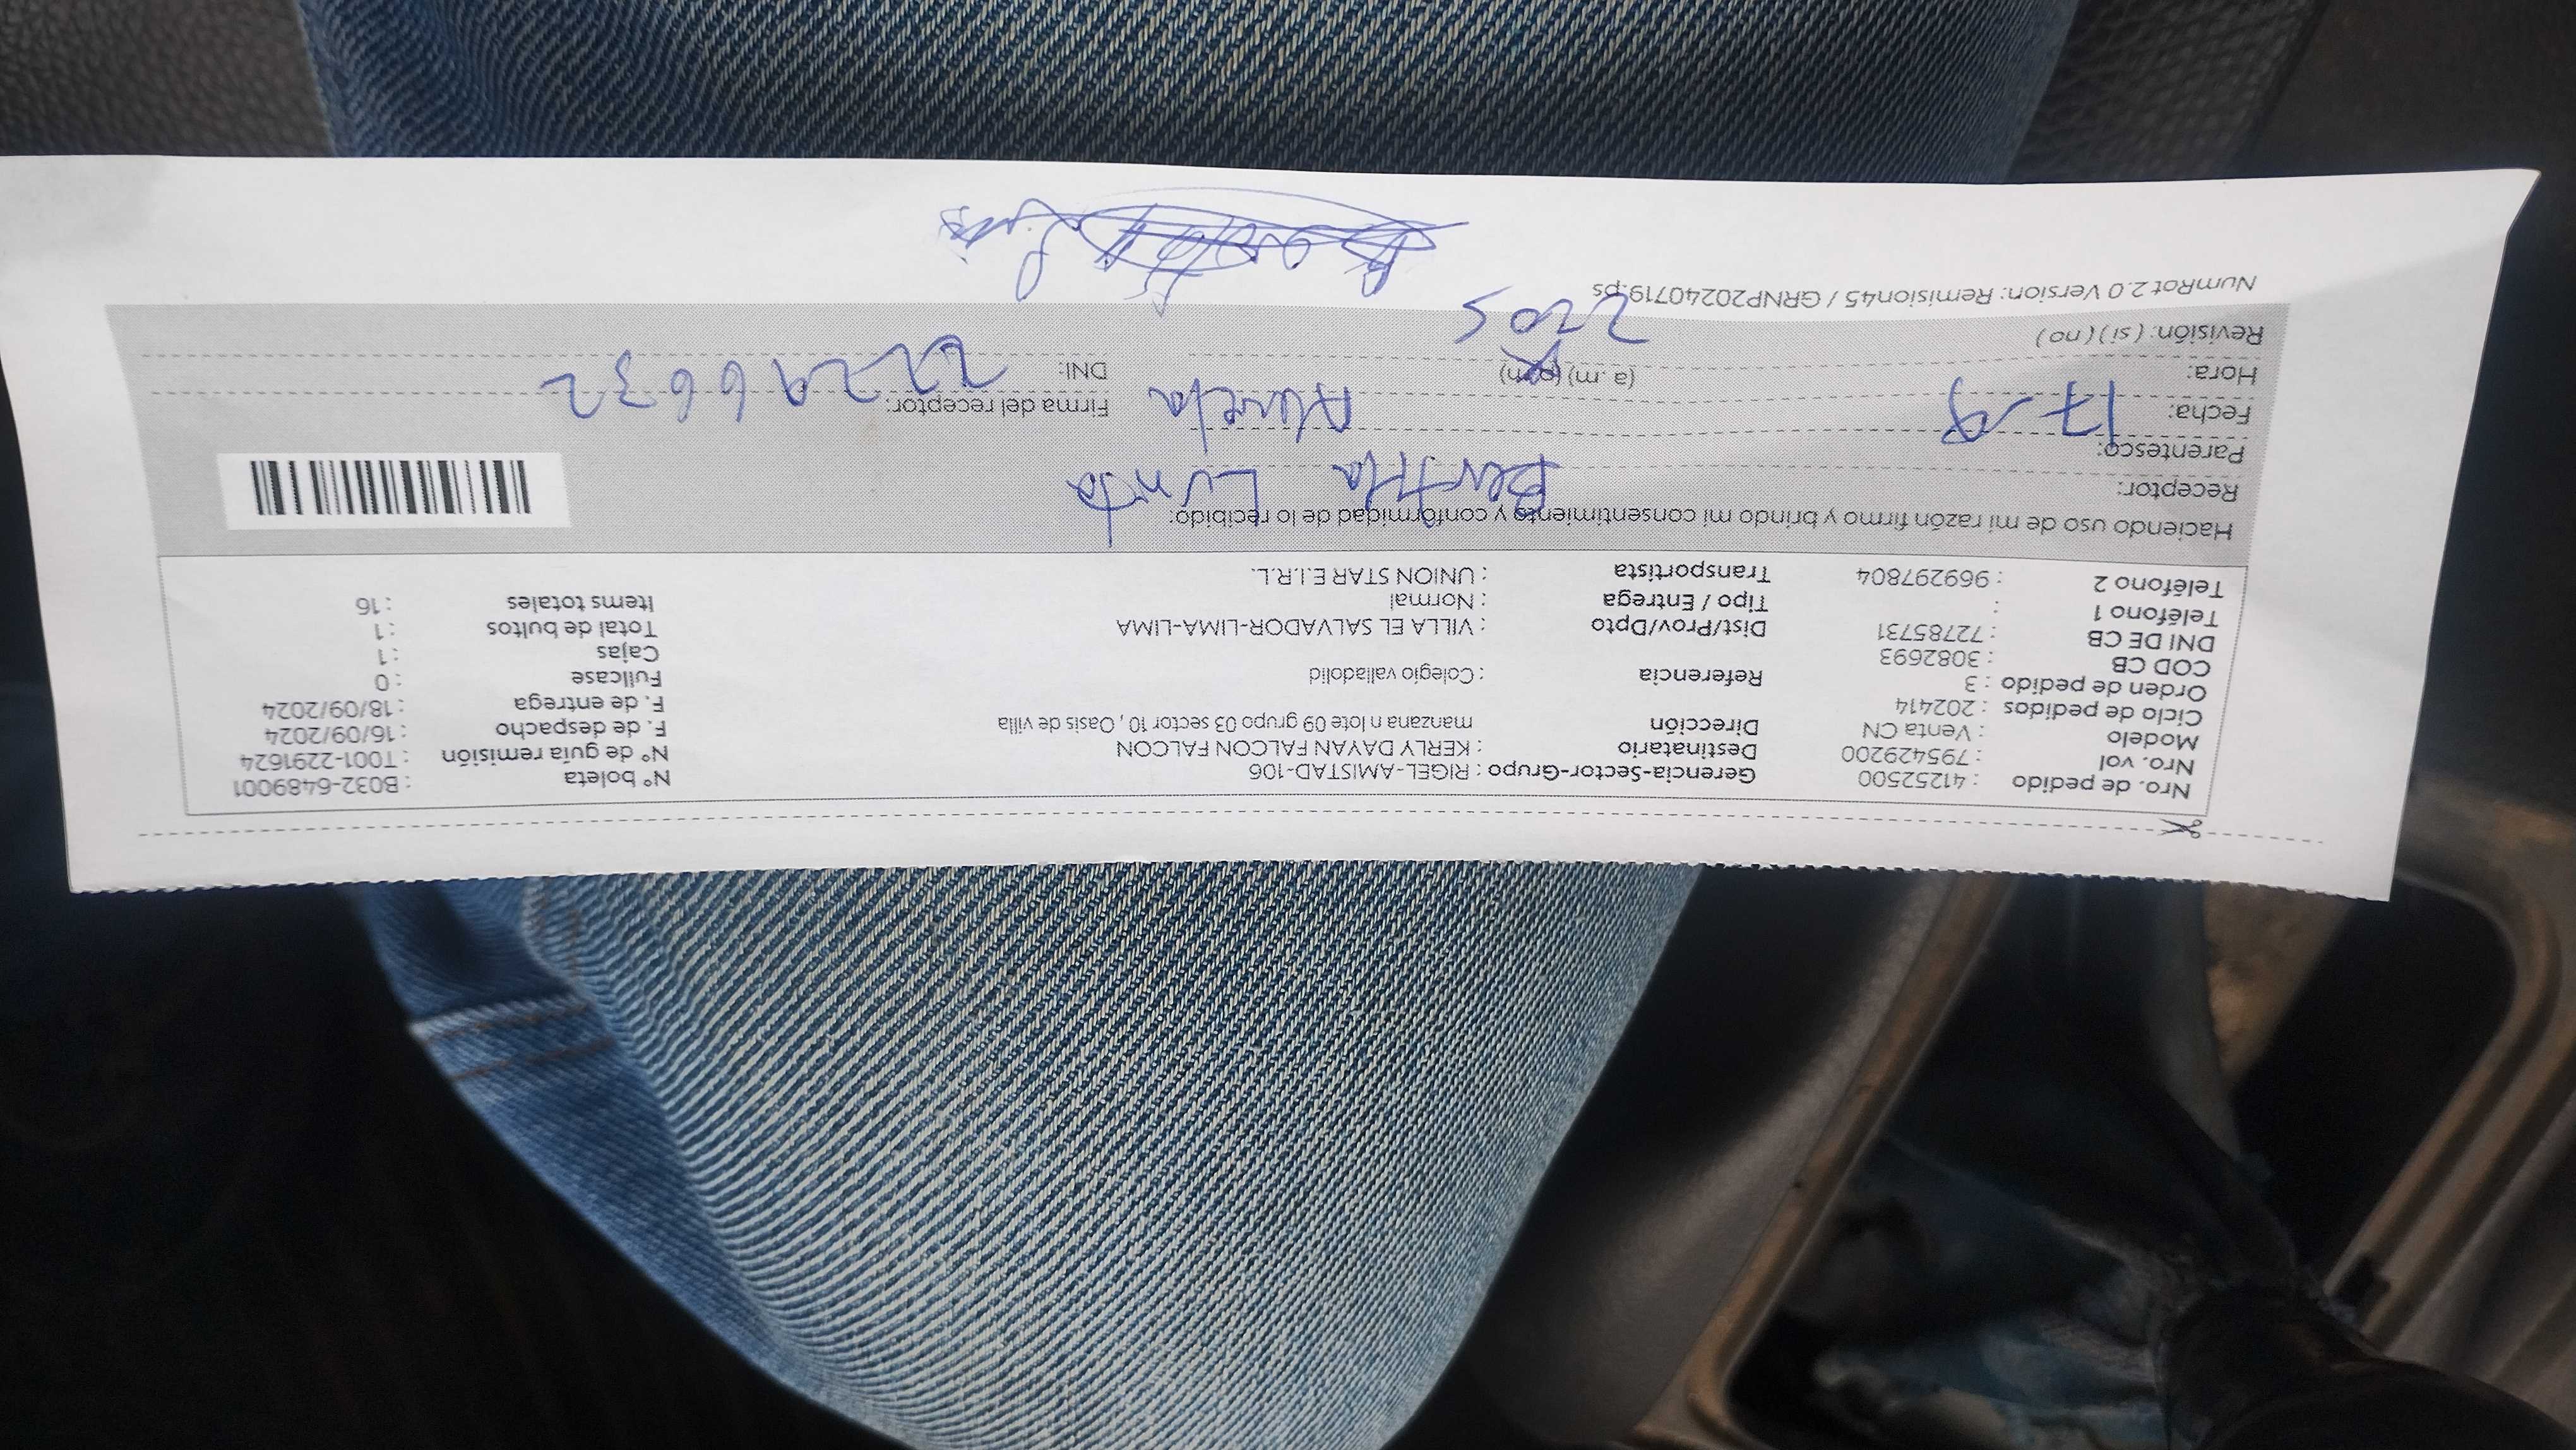 Nro. de pedido : 41252500 Gerencia-Sector-Grupo : RIGEL-AMISTAD-106 N° boleta : B032-6489001
Nro. vol. : 795429200 Destinatario : KERLY DAYAN FALCON FALCON N° de guía remisión : T001-2291624
Modelo : Venta CN Dirección manzana n lote 09 grupo 03 sector 10 , Oasis de villa F. de despacho : 16/09/2024
Ciclo de pedidos : 202414 F. de entrega : 18/09/2024
Orden de pedido : 3 Referencia : Colegio valladolid Fullcase : 0
COD CB : 3082693 Cajas : 1
DNI DE CB : 72785731 Dist/Prov/Dpto : VILLA EL SALVADOR-LIMA-LIMA Total de bultos : 1
Teléfono 1 : Tipo / Entrega : Normal Items totales : 16
Teléfono 2 : 969297804 Transportista : UNION STAR E.I.R.L.
Haciendo uso de mi razón firmo y brindo mi consentimiento y conformidad de lo recibido:
Receptor: Bertha
Parentesco: Abuela
Fecha: 17-9 Firma del receptor:
Hora: (a.m) (p.m) 2205 DNI: 22296632
Revisión: ( si ) ( no )
NumRot 2.0 Version: Remision45 / GRNP20240719.ps